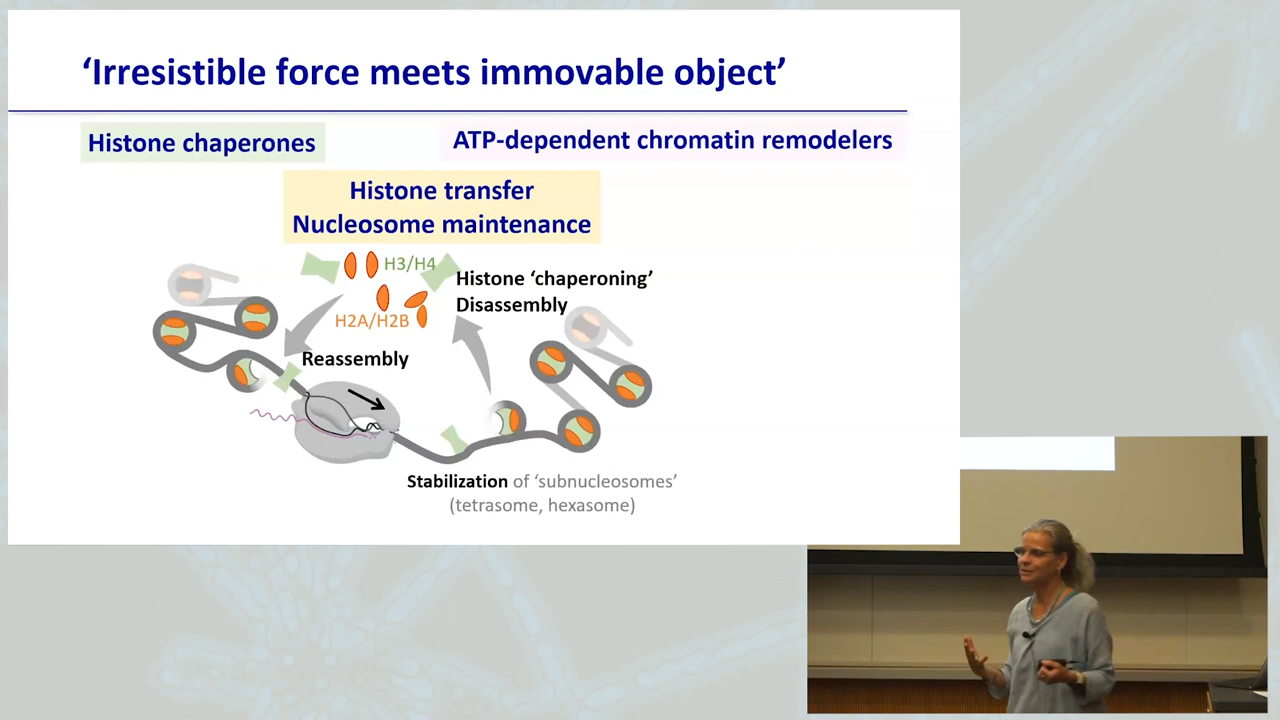 ‘Irresistible force meets immovable object’
Histone chaperones
ATP-dependent chromatin remodelers
Histone transfer
Nucleosome maintenance
H3/H4
Histone ‘chaperoning’
Disassembly
H2A/H2B
Reassembly
Stabilization of ‘subnucleosomes’
(tetrasome, hexasome)